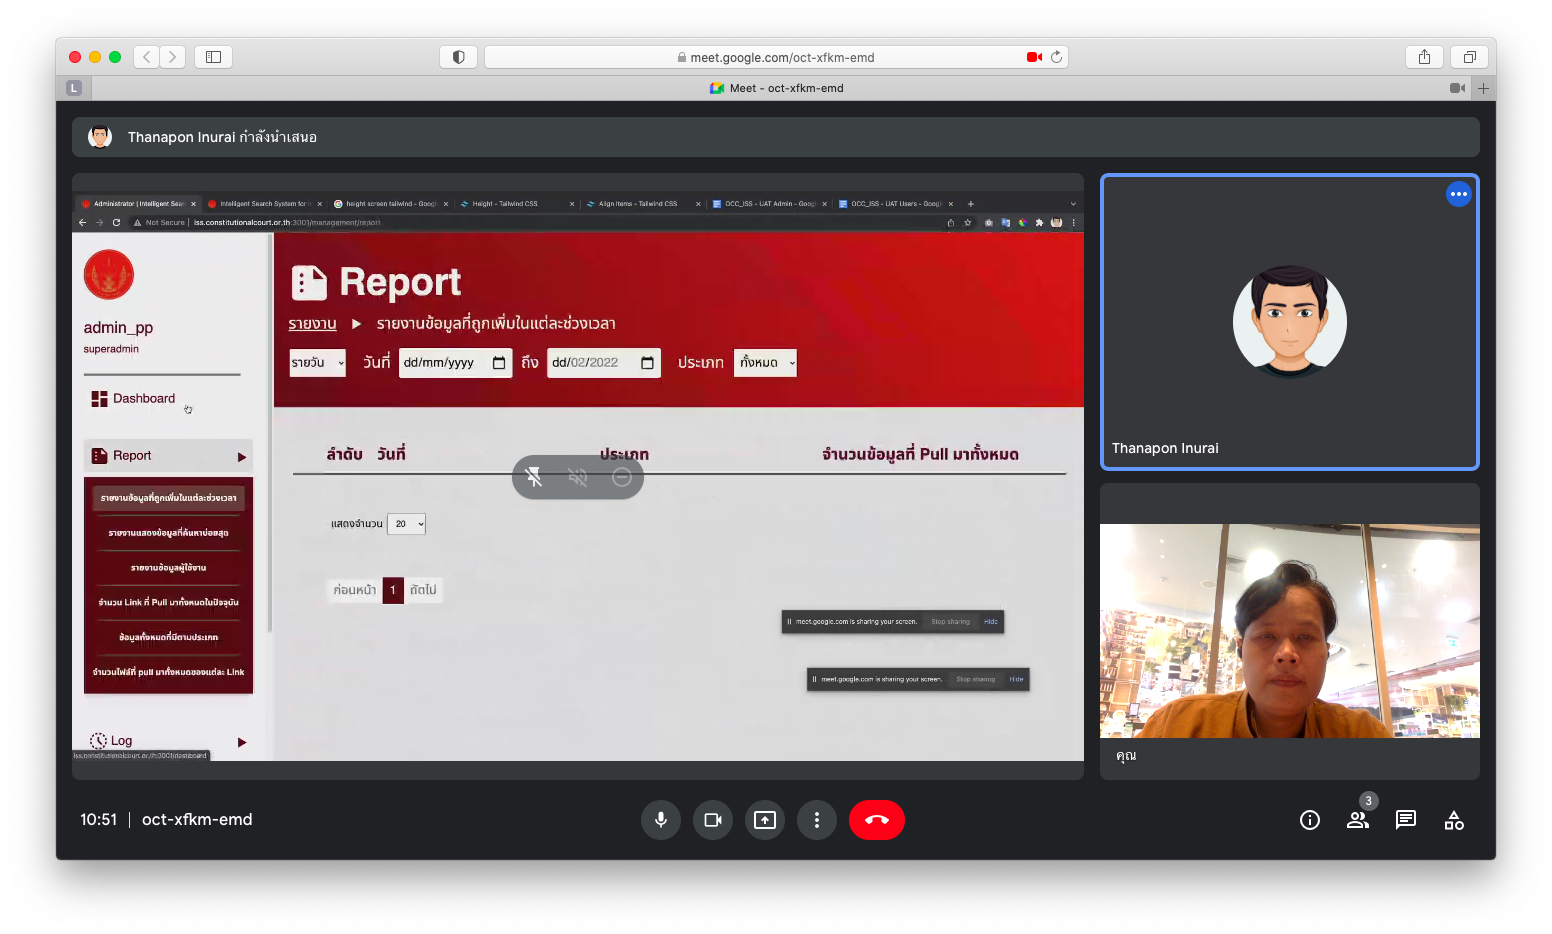 meet.google.com/oct-xfkm-emd
L
Meet - oct-xfkm-emd
Thanapon Inurai กำลังนำเสนอ
Administrator | Intelligent Sear
Intelligent Search System for
height screen tailwind - Googl
Height - Tailwind CSS
Align Items - Tailwind CSS
OCC_ISS - UAT Admin - Googl
OCC_ISS - UAT Users - Googl
Not Secure | iss.constitutionalcourt.or.th:3001/management/report
admin_pp
superadmin
Dashboard
Report
รายงานข้อมูลที่ถูกเพิ่มในแต่ละช่วงเวลา
รายงานแสดงข้อมูลที่ค้นหาบ่อยสุด
รายงานข้อมูลผู้ใช้งาน
จำนวน Link ที่ Pull มาทั้งหมดในปัจจุบัน
ข้อมูลทั้งหมดที่มีตามประเภท
จำนวนไฟล์ที่ pull มาทั้งหมดของแต่ละ Link
Log
iss.constitutionalcourt.or.th:3001/dashboard
Report
รายงาน ▶ รายงานข้อมูลที่ถูกเพิ่มในแต่ละช่วงเวลา
รายวัน วันที่ dd/mm/yyyy ถึง dd/02/2022 ประเภท ทั้งหมด
ลำดับ วันที่ ประเภท จำนวนข้อมูลที่ Pull มาทั้งหมด
แสดงจำนวน 20
ก่อนหน้า 1 ถัดไป
meet.google.com is sharing your screen. Stop sharing Hide
meet.google.com is sharing your screen. Stop sharing Hide
Thanapon Inurai
คุณ
10:51 | oct-xfkm-emd
3